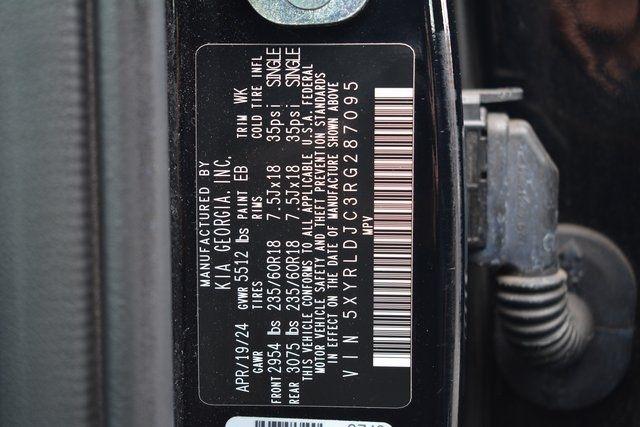 MANUFACTURED BY
KIA GEORGIA, INC.
APR/19/24 GVWR 5512 lbs PAINT EB TRIM WK
GAWR TIRES RIMS COLD TIRE INFL
FRONT 2954 lbs 235/60R18 7.5Jx18 35psi SINGLE
REAR 3075 lbs 235/60R18 7.5Jx18 35psi SINGLE
THIS VEHICLE CONFORMS TO ALL APPLICABLE U.S.A. FEDERAL
MOTOR VEHICLE SAFETY AND THEFT PREVENTION STANDARDS
IN EFFECT ON THE DATE OF MANUFACTURE SHOWN ABOVE
VIN 5XYRLDJC3RG287095
MPV